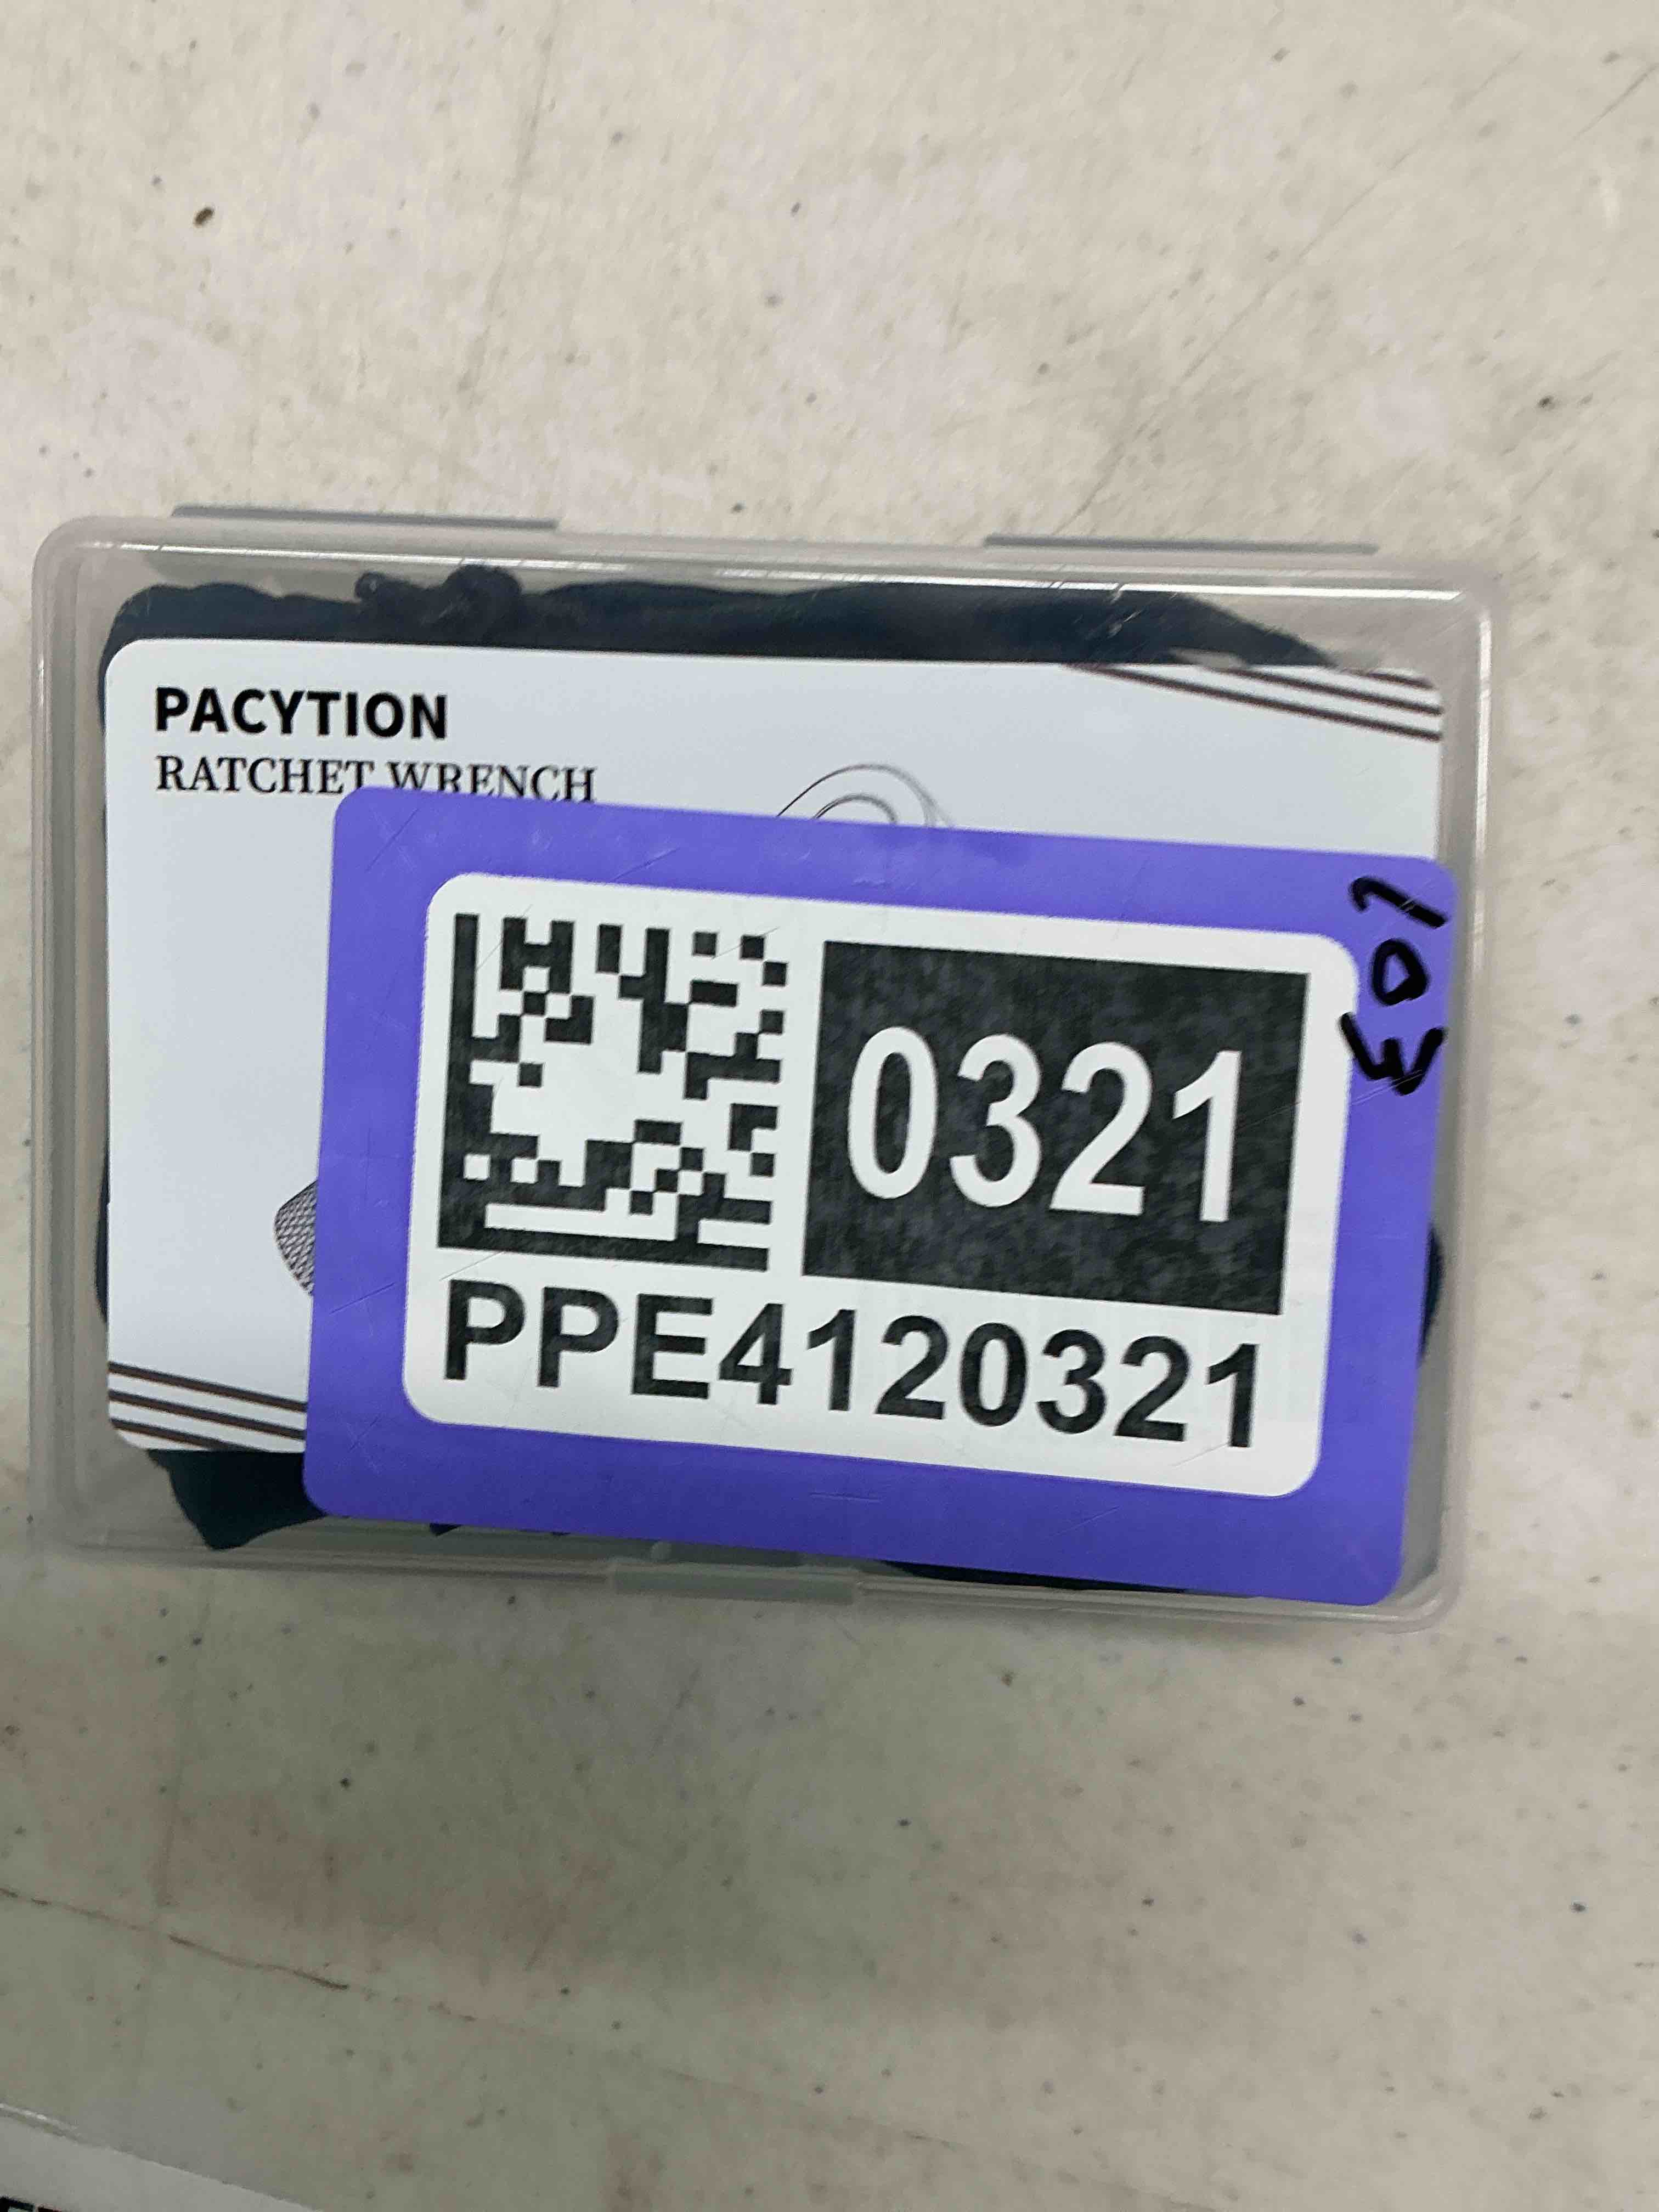 PACYTION
RATCHET WRENCH
103
0321
PPE4120321